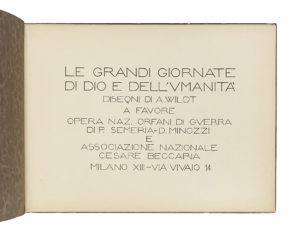 LE GRANDI GIORNATE
DI DIO E DELL'VMANITA'
DISEGNI DI A. WILDT
A FAVORE
OPERA NAZ. ORFANI DI GVERRA
DI P. SEMERIA-D. MINOZZI
E
ASSOCIAZIONE NAZIONALE
CESARE BECCARIA
MILANO XIII-VIA VIVAIO 14